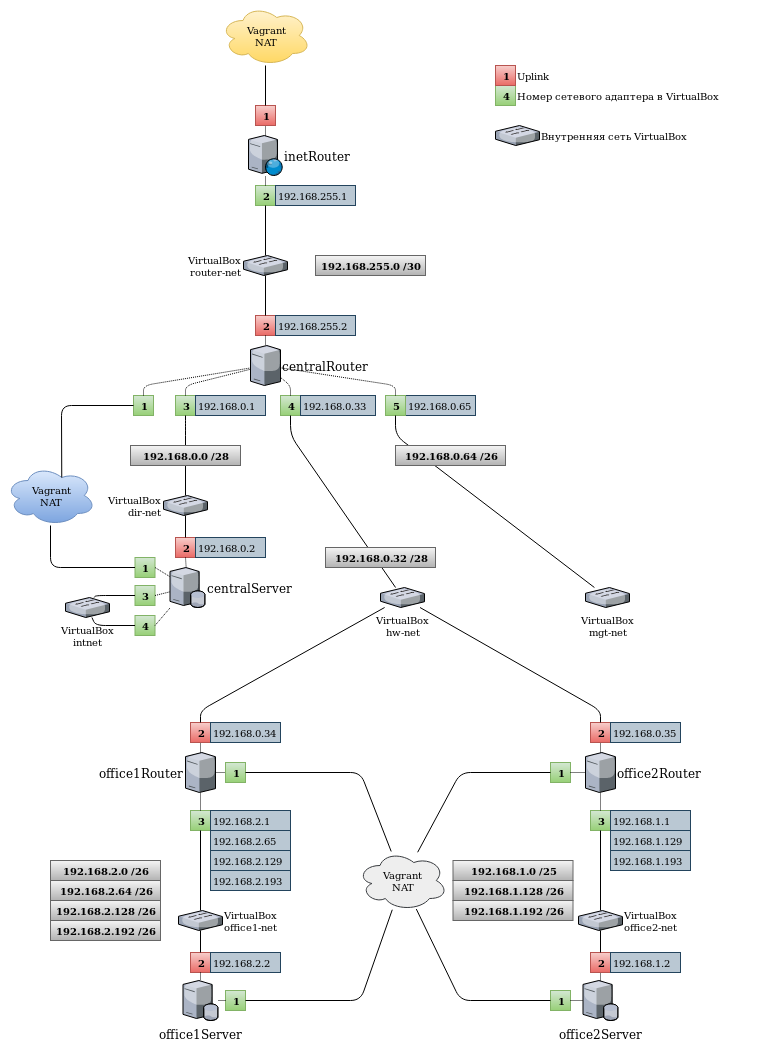 Vagrant
NAT
1
Uplink
4
Номер сетевого адаптера в VirtualBox
Внутренняя сеть VirtualBox
1
inetRouter
2
192.168.255.1
VirtualBox
router-net
192.168.255.0 /30
2
192.168.255.2
centralRouter
1
3
192.168.0.1
4
192.168.0.33
5
192.168.0.65
192.168.0.0 /28
192.168.0.64 /26
Vagrant
NAT
VirtualBox
dir-net
2
192.168.0.2
192.168.0.32 /28
1
centralServer
3
4
VirtualBox
intnet
VirtualBox
hw-net
VirtualBox
mgt-net
2
192.168.0.34
2
192.168.0.35
office1Router
1
1
office2Router
3
192.168.2.1
192.168.2.65
192.168.2.129
192.168.2.193
3
192.168.1.1
192.168.1.129
192.168.1.193
192.168.2.0 /26
192.168.2.64 /26
192.168.2.128 /26
192.168.2.192 /26
Vagrant
NAT
192.168.1.0 /25
192.168.1.128 /26
192.168.1.192 /26
VirtualBox
office1-net
VirtualBox
office2-net
2
192.168.2.2
2
192.168.1.2
1
1
office1Server
office2Server